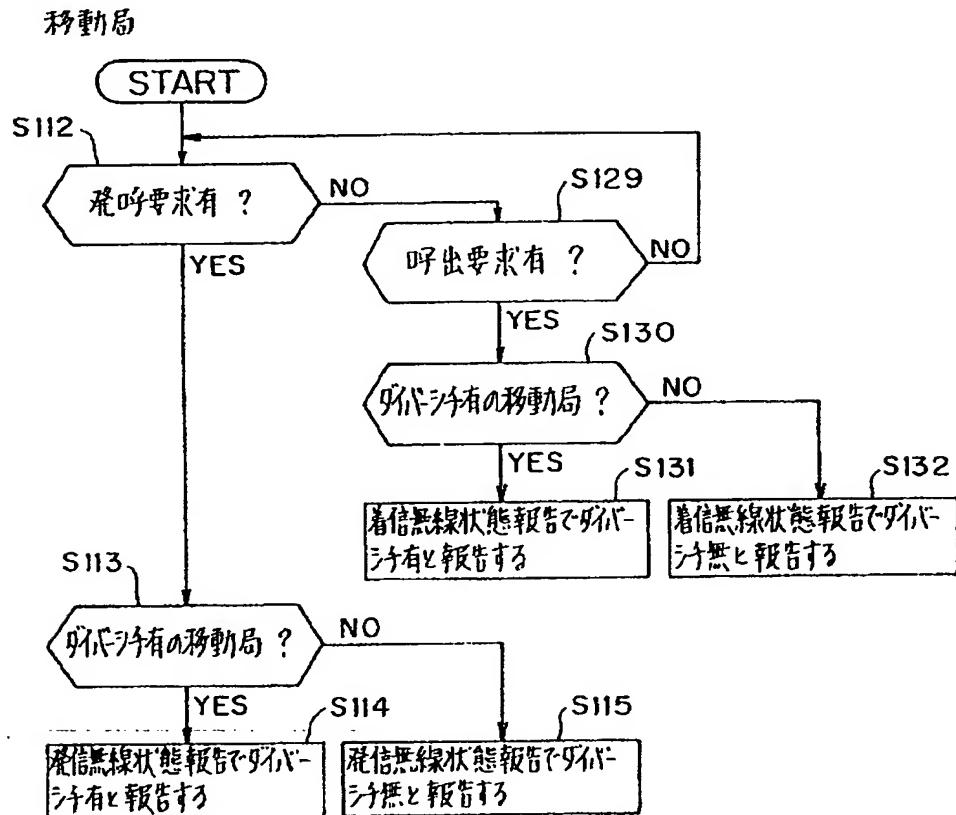 移動局
START
S112
発呼要求有 ?
NO
S129
YES
呼出要求有 ?
NO
YES
S130
ダイバーシチ有の移動局 ?
NO
YES
S131
S132
着信無線状態報告でダイバー
シチ有と報告する
着信無線状態報告でダイバー
シチ無と報告する
S113
ダイバーシチ有の移動局 ?
NO
YES
S114
S115
発信無線状態報告でダイバー
シチ有と報告する
発信無線状態報告でダイバー
シチ無と報告する